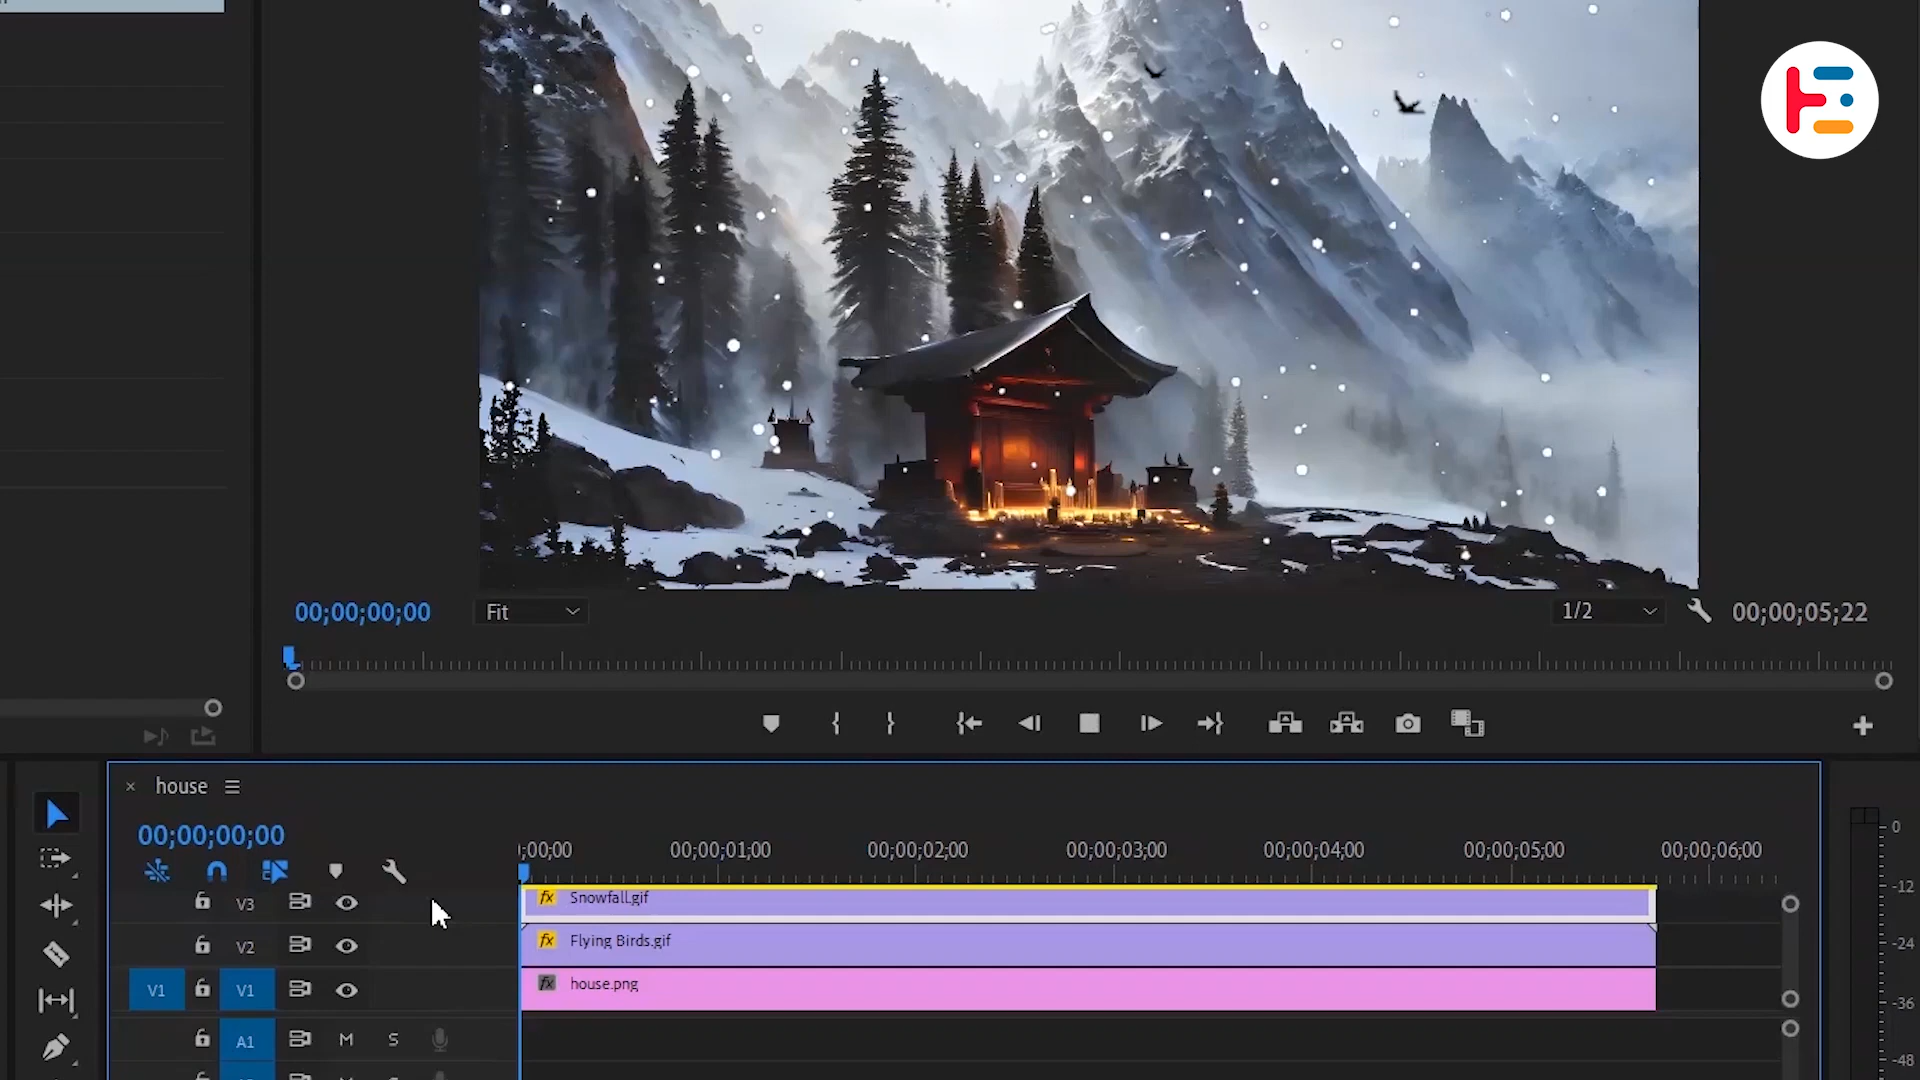 00;00;00;00
Fit
1/2
00;00;05;22
house
00;00;00;00
;00;00
00;00;01;00
00;00;02;00
00;00;03;00
00;00;04;00
00;00;05;00
00;00;06;00
V3
fx Snowfall.gif
V2
fx Flying Birds.gif
V1
V1
fx house.png
A1
M
S
0
-12
-24
-36
-48